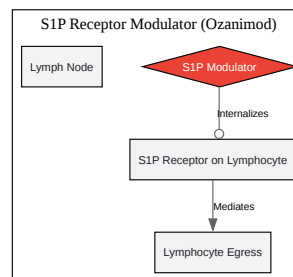 S1P Receptor Modulator (Ozanimod)
Lymph Node
S1P Modulator
Internalizes
S1P Receptor on Lymphocyte
Mediates
Lymphocyte Egress